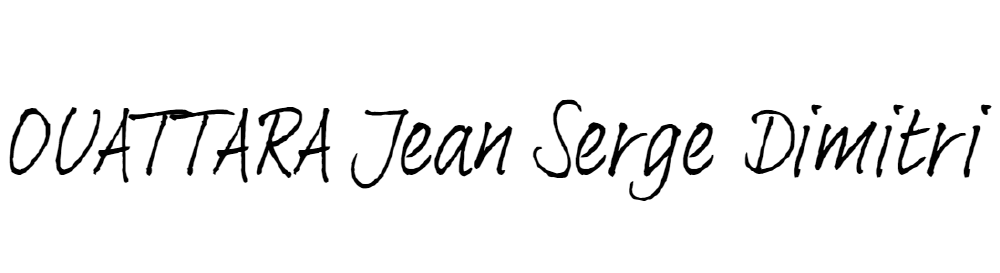 OUATTARA Jean Serge Dimitri